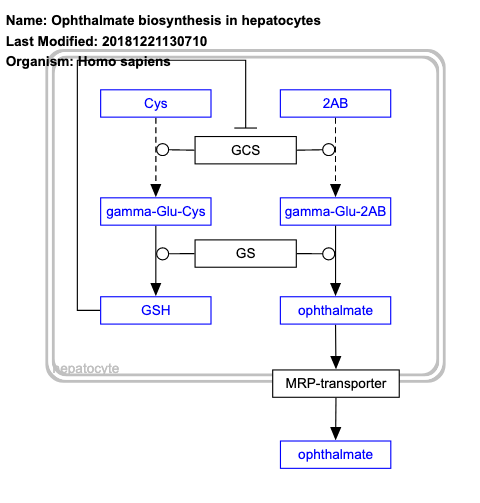 Name: Ophthalmate biosynthesis in hepatocytes
Last Modified: 20181221130710
Organism: Homo sapiens
Cys
2AB
GCS
gamma-Glu-Cys
gamma-Glu-2AB
GS
GSH
ophthalmate
hepatocyte
MRP-transporter
ophthalmate